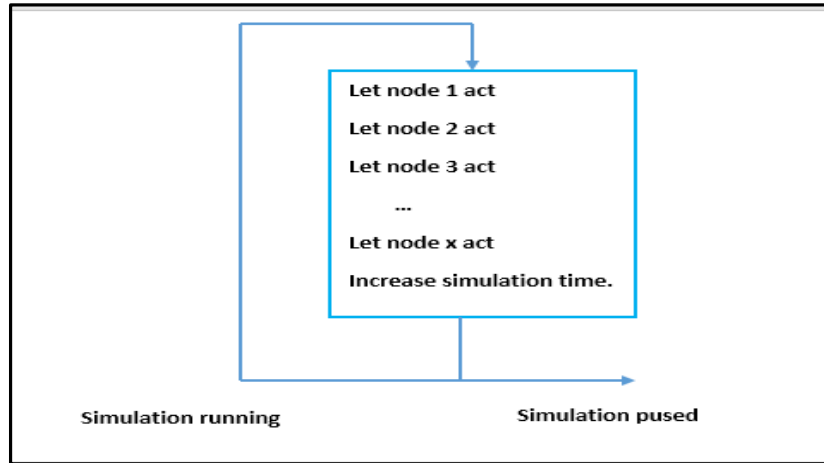 Let node 1 act
Let node 2 act
Let node 3 act
...
Let node x act
Increase simulation time.
Simulation running
Simulation pused